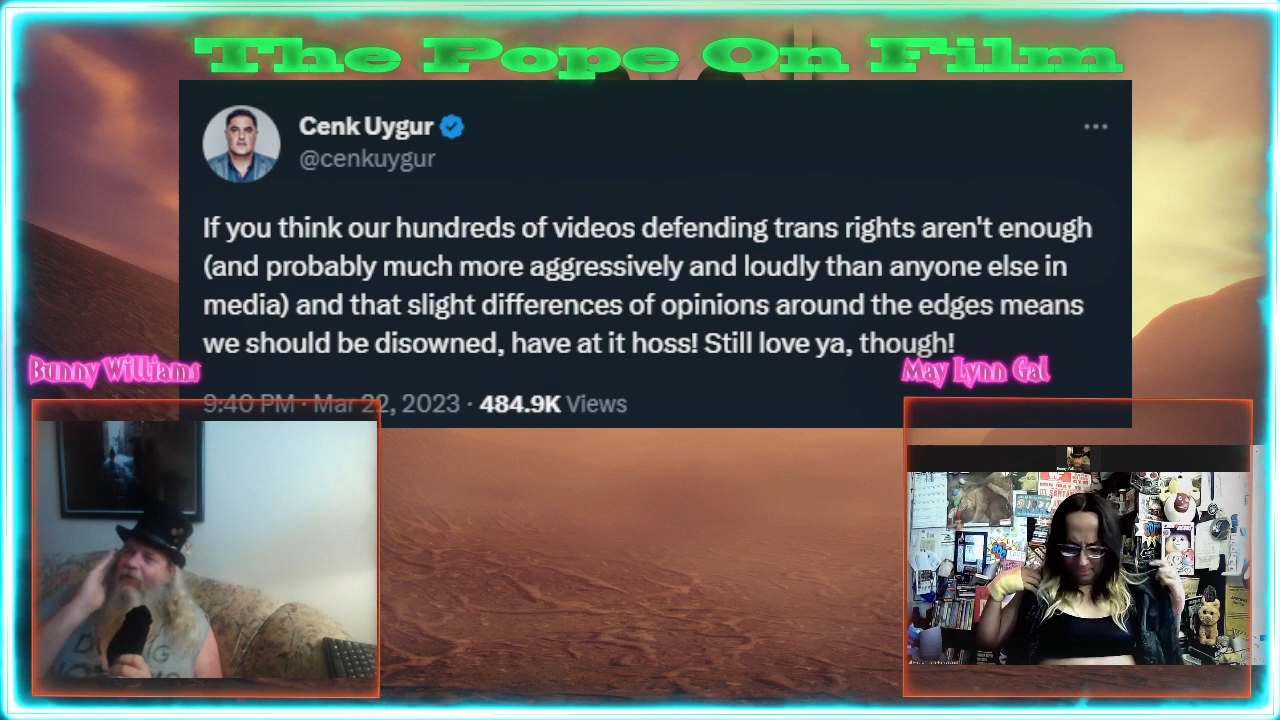 The Pope On Film
Cenk Uygur
@cenkuygur
If you think our hundreds of videos defending trans rights aren't enough
(and probably much more aggressively and loudly than anyone else in
media) and that slight differences of opinions around the edges means
we should be disowned, have at it hoss! Still love ya, though!
9:40 PM · Mar 22, 2023 · 484.9K Views
Bunny Williams
May Lynn Gal